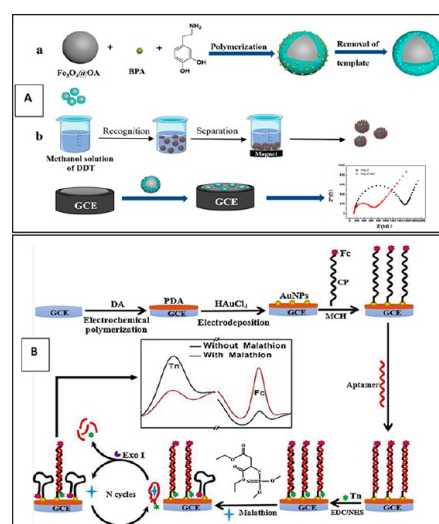 a
+
+
Polymerization
Removal of
template
Fe3O4@OA
BPA
NH2
OH
OH
A
b
Recognition
Separation
Methanol solution
of DDT
Magnet
GCE
GCE
Fc
CP
DA
PDA
HAuCl4
AuNPs
GCE
Electrochemical
polymerization
GCE
Electrodeposition
GCE
MCH
GCE
B
Without Malathion
With Malathion
Tn
Fc
Aptamer
Exo I
N cycles
GCE
GCE
Malathion
GCE
Tn
EDC/NHS
GCE